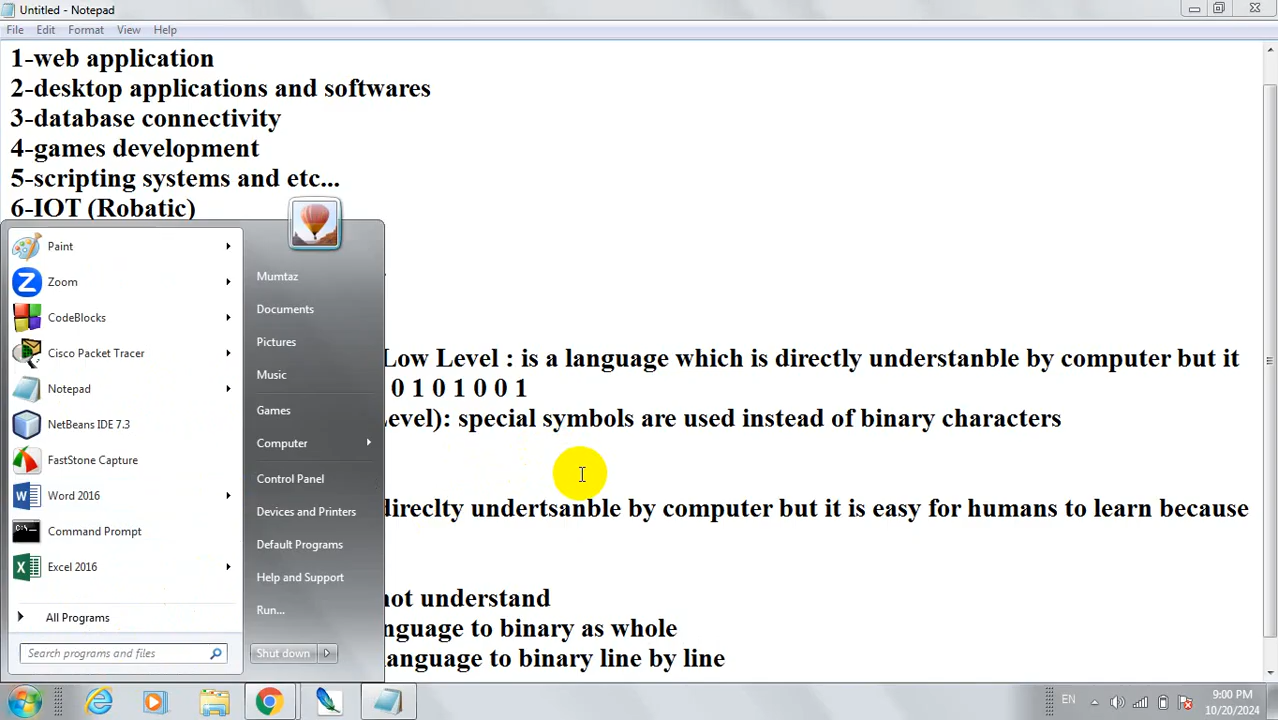 Untitled - Notepad
File Edit Format View Help
1-web application
2-desktop applications and softwares
3-database connectivity
4-games development
5-scripting systems and etc...
6-IOT (Robatic)
Low Level : is a language which is directly understanble by computer but it
0 1 0 1 0 0 1
evel): special symbols are used instead of binary characters
direclty undertsanble by computer but it is easy for humans to learn because
not understand
nguage to binary as whole
language to binary line by line
Paint
Zoom
CodeBlocks
Cisco Packet Tracer
Notepad
NetBeans IDE 7.3
FastStone Capture
Word 2016
Command Prompt
Excel 2016
All Programs
Search programs and files
Mumtaz
Documents
Pictures
Music
Games
Computer
Control Panel
Devices and Printers
Default Programs
Help and Support
Run...
Shut down
EN
9:00 PM
10/20/2024